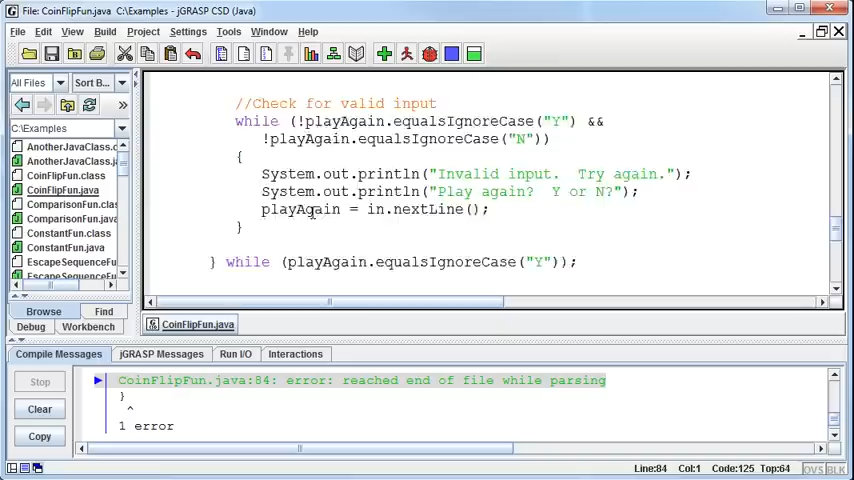 File: CoinFlipFun.java C:\Examples - jGRASP CSD (Java)
File Edit View Build Project Settings Tools Window Help
All Files Sort B...
C:\Examples
AnotherJavaClass.c
AnotherJavaClass.j
CoinFlipFun.class
CoinFlipFun.java
ComparisonFun.clas
ComparisonFun.java
ConstantFun.class
ConstantFun.java
EscapeSequenceFu
EscapeSequenceFun
Browse Find
Debug Workbench
//Check for valid input
while (!playAgain.equalsIgnoreCase("Y") &&
!playAgain.equalsIgnoreCase("N"))
{
System.out.println("Invalid input.  Try again.");
System.out.println("Play again?  Y or N?");
playAgain = in.nextLine();
}
} while (playAgain.equalsIgnoreCase("Y"));
CoinFlipFun.java
Compile Messages jGRASP Messages Run I/O Interactions
Stop
Clear
Copy
CoinFlipFun.java:84: error: reached end of file while parsing
}
^
1 error
Line:84 Col:1 Code:125 Top:64 OVS BLK